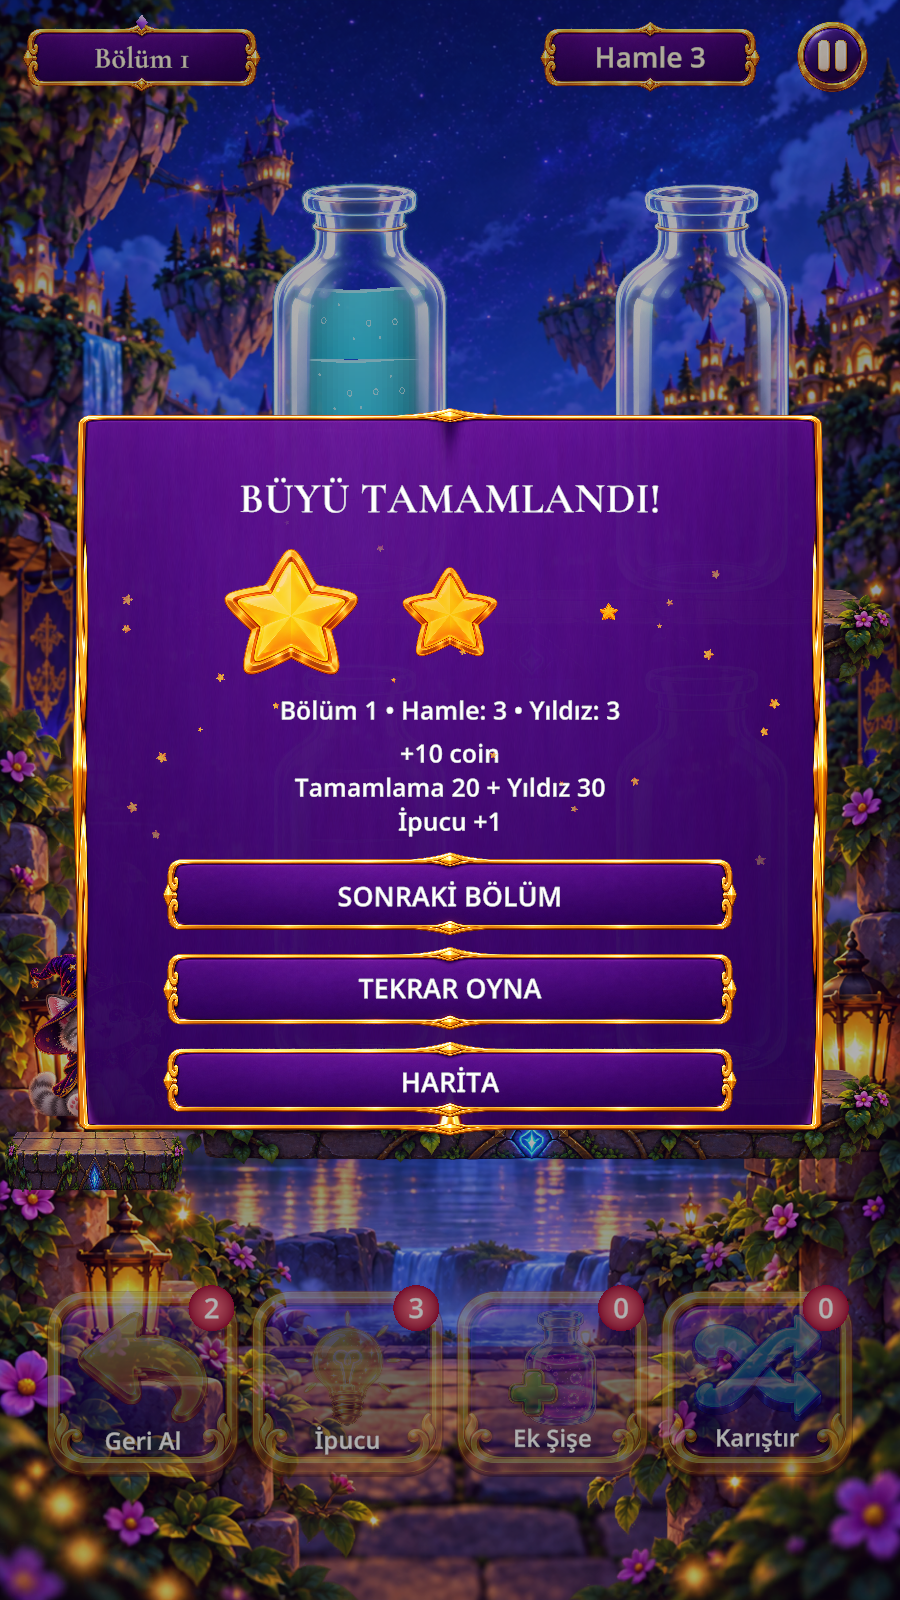 Bölüm 1
Hamle 3
BÜYÜ TAMAMLANDI!
Bölüm 1 • Hamle: 3 • Yıldız: 3
+10 coin
Tamamlama 20 + Yıldız 30
İpucu +1
SONRAKİ BÖLÜM
TEKRAR OYNA
HARİTA
2
3
0
0
Geri Al
İpucu
Ek Şişe
Karıştır